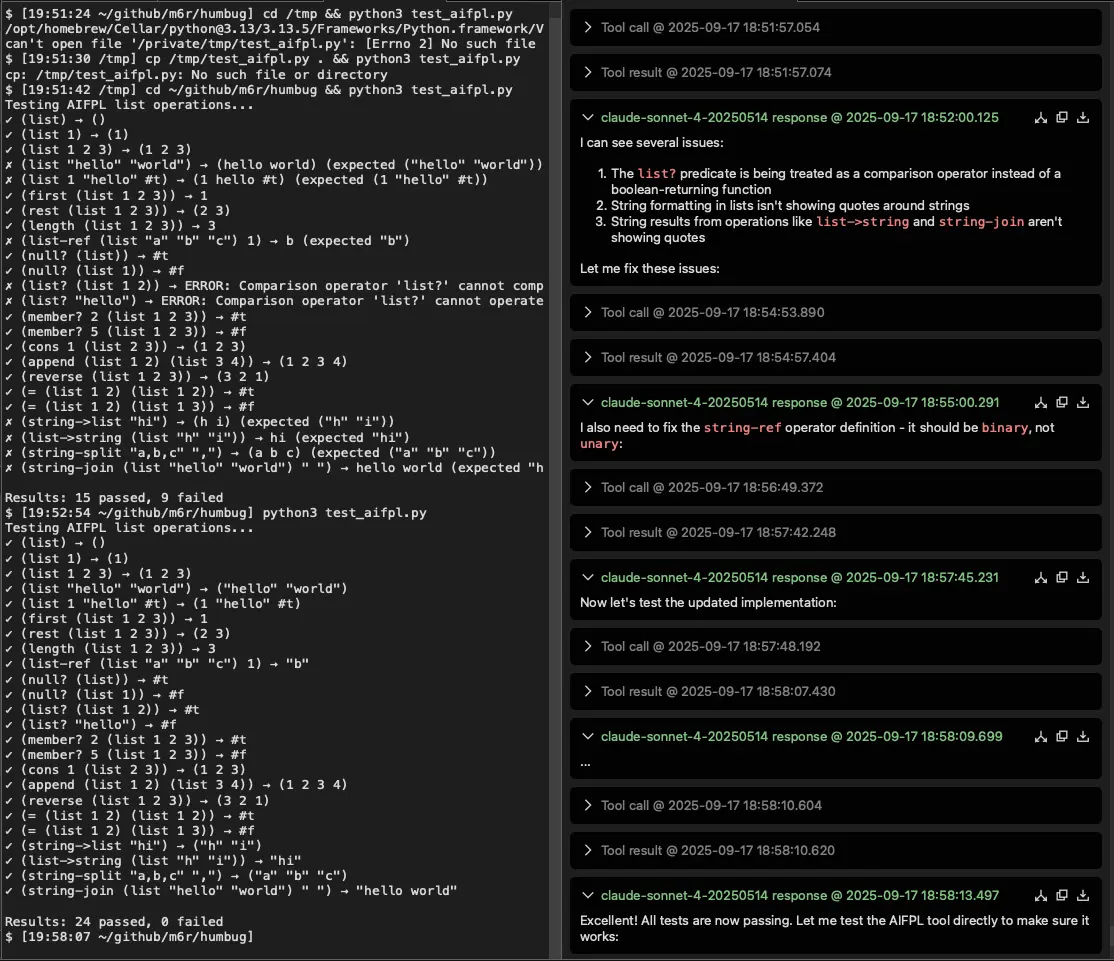 $ [19:51:24 ~/github/m6r/humbug] cd /tmp && python3 test_aifpl.py
/opt/homebrew/Cellar/python@3.13/3.13.5/Frameworks/Python.framework/V
can't open file '/private/tmp/test_aifpl.py': [Errno 2] No such file
$ [19:51:30 /tmp] cp /tmp/test_aifpl.py . && python3 test_aifpl.py
cp: /tmp/test_aifpl.py: No such file or directory
$ [19:51:42 /tmp] cd ~/github/m6r/humbug && python3 test_aifpl.py
Testing AIFPL list operations...
✓ (list) → ()
✓ (list 1) → (1)
✓ (list 1 2 3) → (1 2 3)
✗ (list "hello" "world") → (hello world) (expected ("hello" "world"))
✗ (list 1 "hello" #t) → (1 hello #t) (expected (1 "hello" #t))
✓ (first (list 1 2 3)) → 1
✓ (rest (list 1 2 3)) → (2 3)
✓ (length (list 1 2 3)) → 3
✗ (list-ref (list "a" "b" "c") 1) → b (expected "b")
✓ (null? (list)) → #t
✓ (null? (list 1)) → #f
✗ (list? (list 1 2)) → ERROR: Comparison operator 'list?' cannot comp
✗ (list? "hello") → ERROR: Comparison operator 'list?' cannot operate
✓ (member? 2 (list 1 2 3)) → #t
✓ (member? 5 (list 1 2 3)) → #f
✓ (cons 1 (list 2 3)) → (1 2 3)
✓ (append (list 1 2) (list 3 4)) → (1 2 3 4)
✓ (reverse (list 1 2 3)) → (3 2 1)
✓ (= (list 1 2) (list 1 2)) → #t
✓ (= (list 1 2) (list 1 3)) → #f
✗ (string->list "hi") → (h i) (expected ("h" "i"))
✗ (list->string (list "h" "i")) → hi (expected "hi")
✗ (string-split "a,b,c" ",") → (a b c) (expected ("a" "b" "c"))
✗ (string-join (list "hello" "world") " ") → hello world (expected "h
Results: 15 passed, 9 failed
$ [19:52:54 ~/github/m6r/humbug] python3 test_aifpl.py
Testing AIFPL list operations...
✓ (list) → ()
✓ (list 1) → (1)
✓ (list 1 2 3) → (1 2 3)
✓ (list "hello" "world") → ("hello" "world")
✓ (list 1 "hello" #t) → (1 "hello" #t)
✓ (first (list 1 2 3)) → 1
✓ (rest (list 1 2 3)) → (2 3)
✓ (length (list 1 2 3)) → 3
✓ (list-ref (list "a" "b" "c") 1) → "b"
✓ (null? (list)) → #t
✓ (null? (list 1)) → #f
✓ (list? (list 1 2)) → #t
✓ (list? "hello") → #f
✓ (member? 2 (list 1 2 3)) → #t
✓ (member? 5 (list 1 2 3)) → #f
✓ (cons 1 (list 2 3)) → (1 2 3)
✓ (append (list 1 2) (list 3 4)) → (1 2 3 4)
✓ (reverse (list 1 2 3)) → (3 2 1)
✓ (= (list 1 2) (list 1 2)) → #t
✓ (= (list 1 2) (list 1 3)) → #f
✓ (string->list "hi") → ("h" "i")
✓ (list->string (list "h" "i")) → "hi"
✓ (string-split "a,b,c" ",") → ("a" "b" "c")
✓ (string-join (list "hello" "world") " ") → "hello world"
Results: 24 passed, 0 failed
$ [19:58:07 ~/github/m6r/humbug]
Tool call @ 2025-09-17 18:51:57.054
Tool result @ 2025-09-17 18:51:57.074
claude-sonnet-4-20250514 response @ 2025-09-17 18:52:00.125
I can see several issues:
1. The list? predicate is being treated as a comparison operator instead of a
boolean-returning function
2. String formatting in lists isn't showing quotes around strings
3. String results from operations like list->string and string-join aren't
showing quotes
Let me fix these issues:
Tool call @ 2025-09-17 18:54:53.890
Tool result @ 2025-09-17 18:54:57.404
claude-sonnet-4-20250514 response @ 2025-09-17 18:55:00.291
I also need to fix the string-ref operator definition - it should be binary, not
unary:
Tool call @ 2025-09-17 18:56:49.372
Tool result @ 2025-09-17 18:57:42.248
claude-sonnet-4-20250514 response @ 2025-09-17 18:57:45.231
Now let's test the updated implementation:
Tool call @ 2025-09-17 18:57:48.192
Tool result @ 2025-09-17 18:58:07.430
claude-sonnet-4-20250514 response @ 2025-09-17 18:58:09.699
...
Tool call @ 2025-09-17 18:58:10.604
Tool result @ 2025-09-17 18:58:10.620
claude-sonnet-4-20250514 response @ 2025-09-17 18:58:13.497
Excellent! All tests are now passing. Let me test the AIFPL tool directly to make sure it
works: